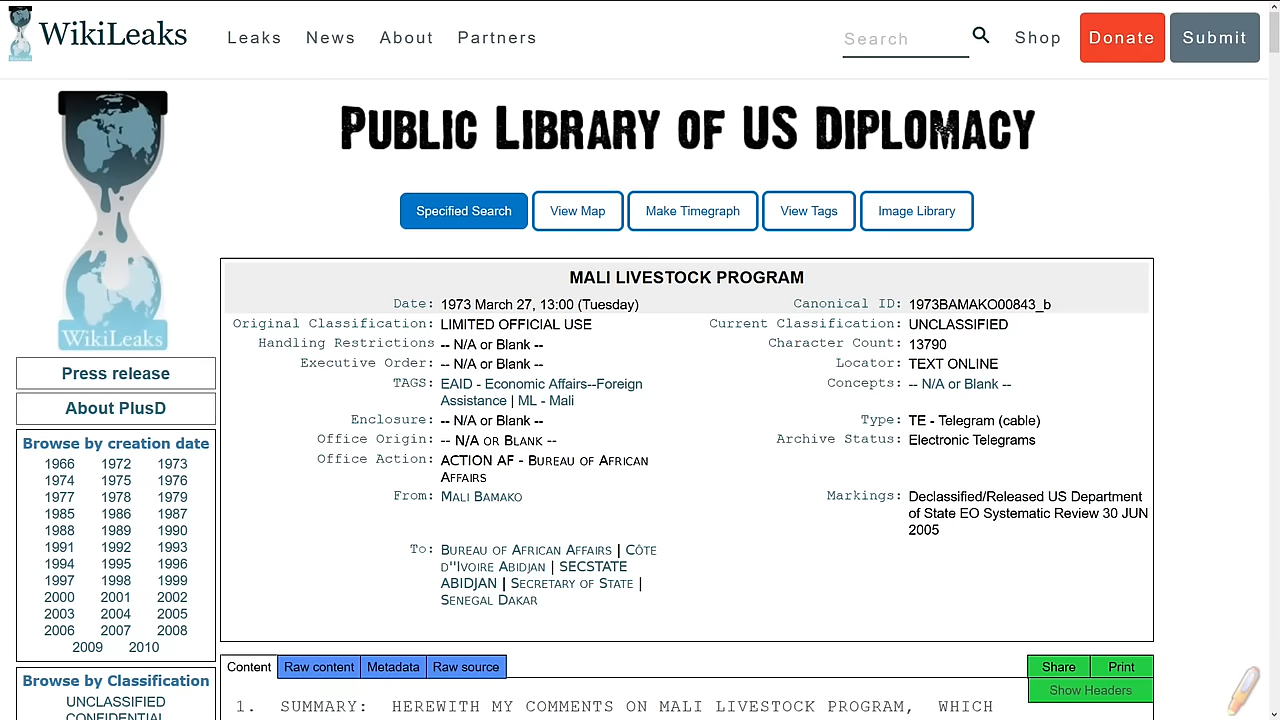 WikiLeaks Leaks News About Partners Search Shop Donate Submit
WikiLeaks
Public Library of US Diplomacy
Specified Search View Map Make Timegraph View Tags Image Library
Press release
About PlusD
Browse by creation date
1966 1972 1973
1974 1975 1976
1977 1978 1979
1985 1986 1987
1988 1989 1990
1991 1992 1993
1994 1995 1996
1997 1998 1999
2000 2001 2002
2003 2004 2005
2006 2007 2008
2009 2010
Browse by Classification
UNCLASSIFIED
CONFIDENTIAL
MALI LIVESTOCK PROGRAM
Date: 1973 March 27, 13:00 (Tuesday) Canonical ID: 1973BAMAKO00843_b
Original Classification: LIMITED OFFICIAL USE Current Classification: UNCLASSIFIED
Handling Restrictions -- N/A or Blank -- Character Count: 13790
Executive Order: -- N/A or Blank -- Locator: TEXT ONLINE
TAGS: EAID - Economic Affairs--Foreign Concepts: -- N/A or Blank --
Assistance | ML - Mali
Enclosure: -- N/A or Blank -- Type: TE - Telegram (cable)
Office Origin: -- N/A or Blank -- Archive Status: Electronic Telegrams
Office Action: ACTION AF - Bureau of African
Affairs
From: Mali Bamako Markings: Declassified/Released US Department
of State EO Systematic Review 30 JUN
2005
To: Bureau of African Affairs | Côte
d''Ivoire Abidjan | SECSTATE
ABIDJAN | Secretary of State |
Senegal Dakar
Content Raw content Metadata Raw source Share Print
Show Headers
1. SUMMARY: HEREWITH MY COMMENTS ON MALI LIVESTOCK PROGRAM, WHICH